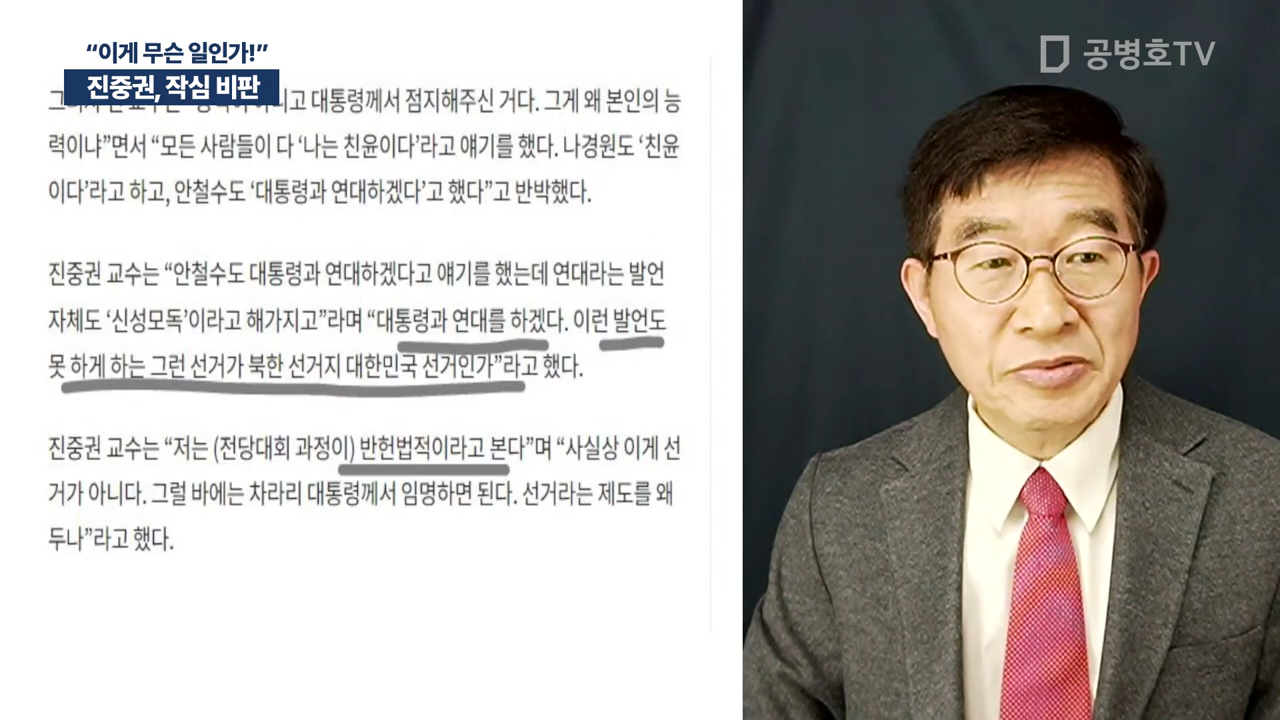 “이게 무슨 일인가!”
진중권, 작심 비판
공병호TV
대통령께서 점지해주신 거다. 그게 왜 본인의 능
력이냐”면서 “모든 사람들이 다 ‘나는 친윤이다’라고 얘기를 했다. 나경원도 ‘친윤
이다’라고 하고, 안철수도 ‘대통령과 연대하겠다’고 했다”고 반박했다.
진중권 교수는 “안철수도 대통령과 연대하겠다고 얘기를 했는데 연대라는 발언
자체도 ‘신성모독’이라고 해가지고”라며 “대통령과 연대를 하겠다. 이런 발언도
못 하게 하는 그런 선거가 북한 선거지 대한민국 선거인가”라고 했다.
진중권 교수는 “저는 (전당대회 과정이) 반헌법적이라고 본다”며 “사실상 이게 선
거가 아니다. 그럴 바에는 차라리 대통령께서 임명하면 된다. 선거라는 제도를 왜
두나”라고 했다.